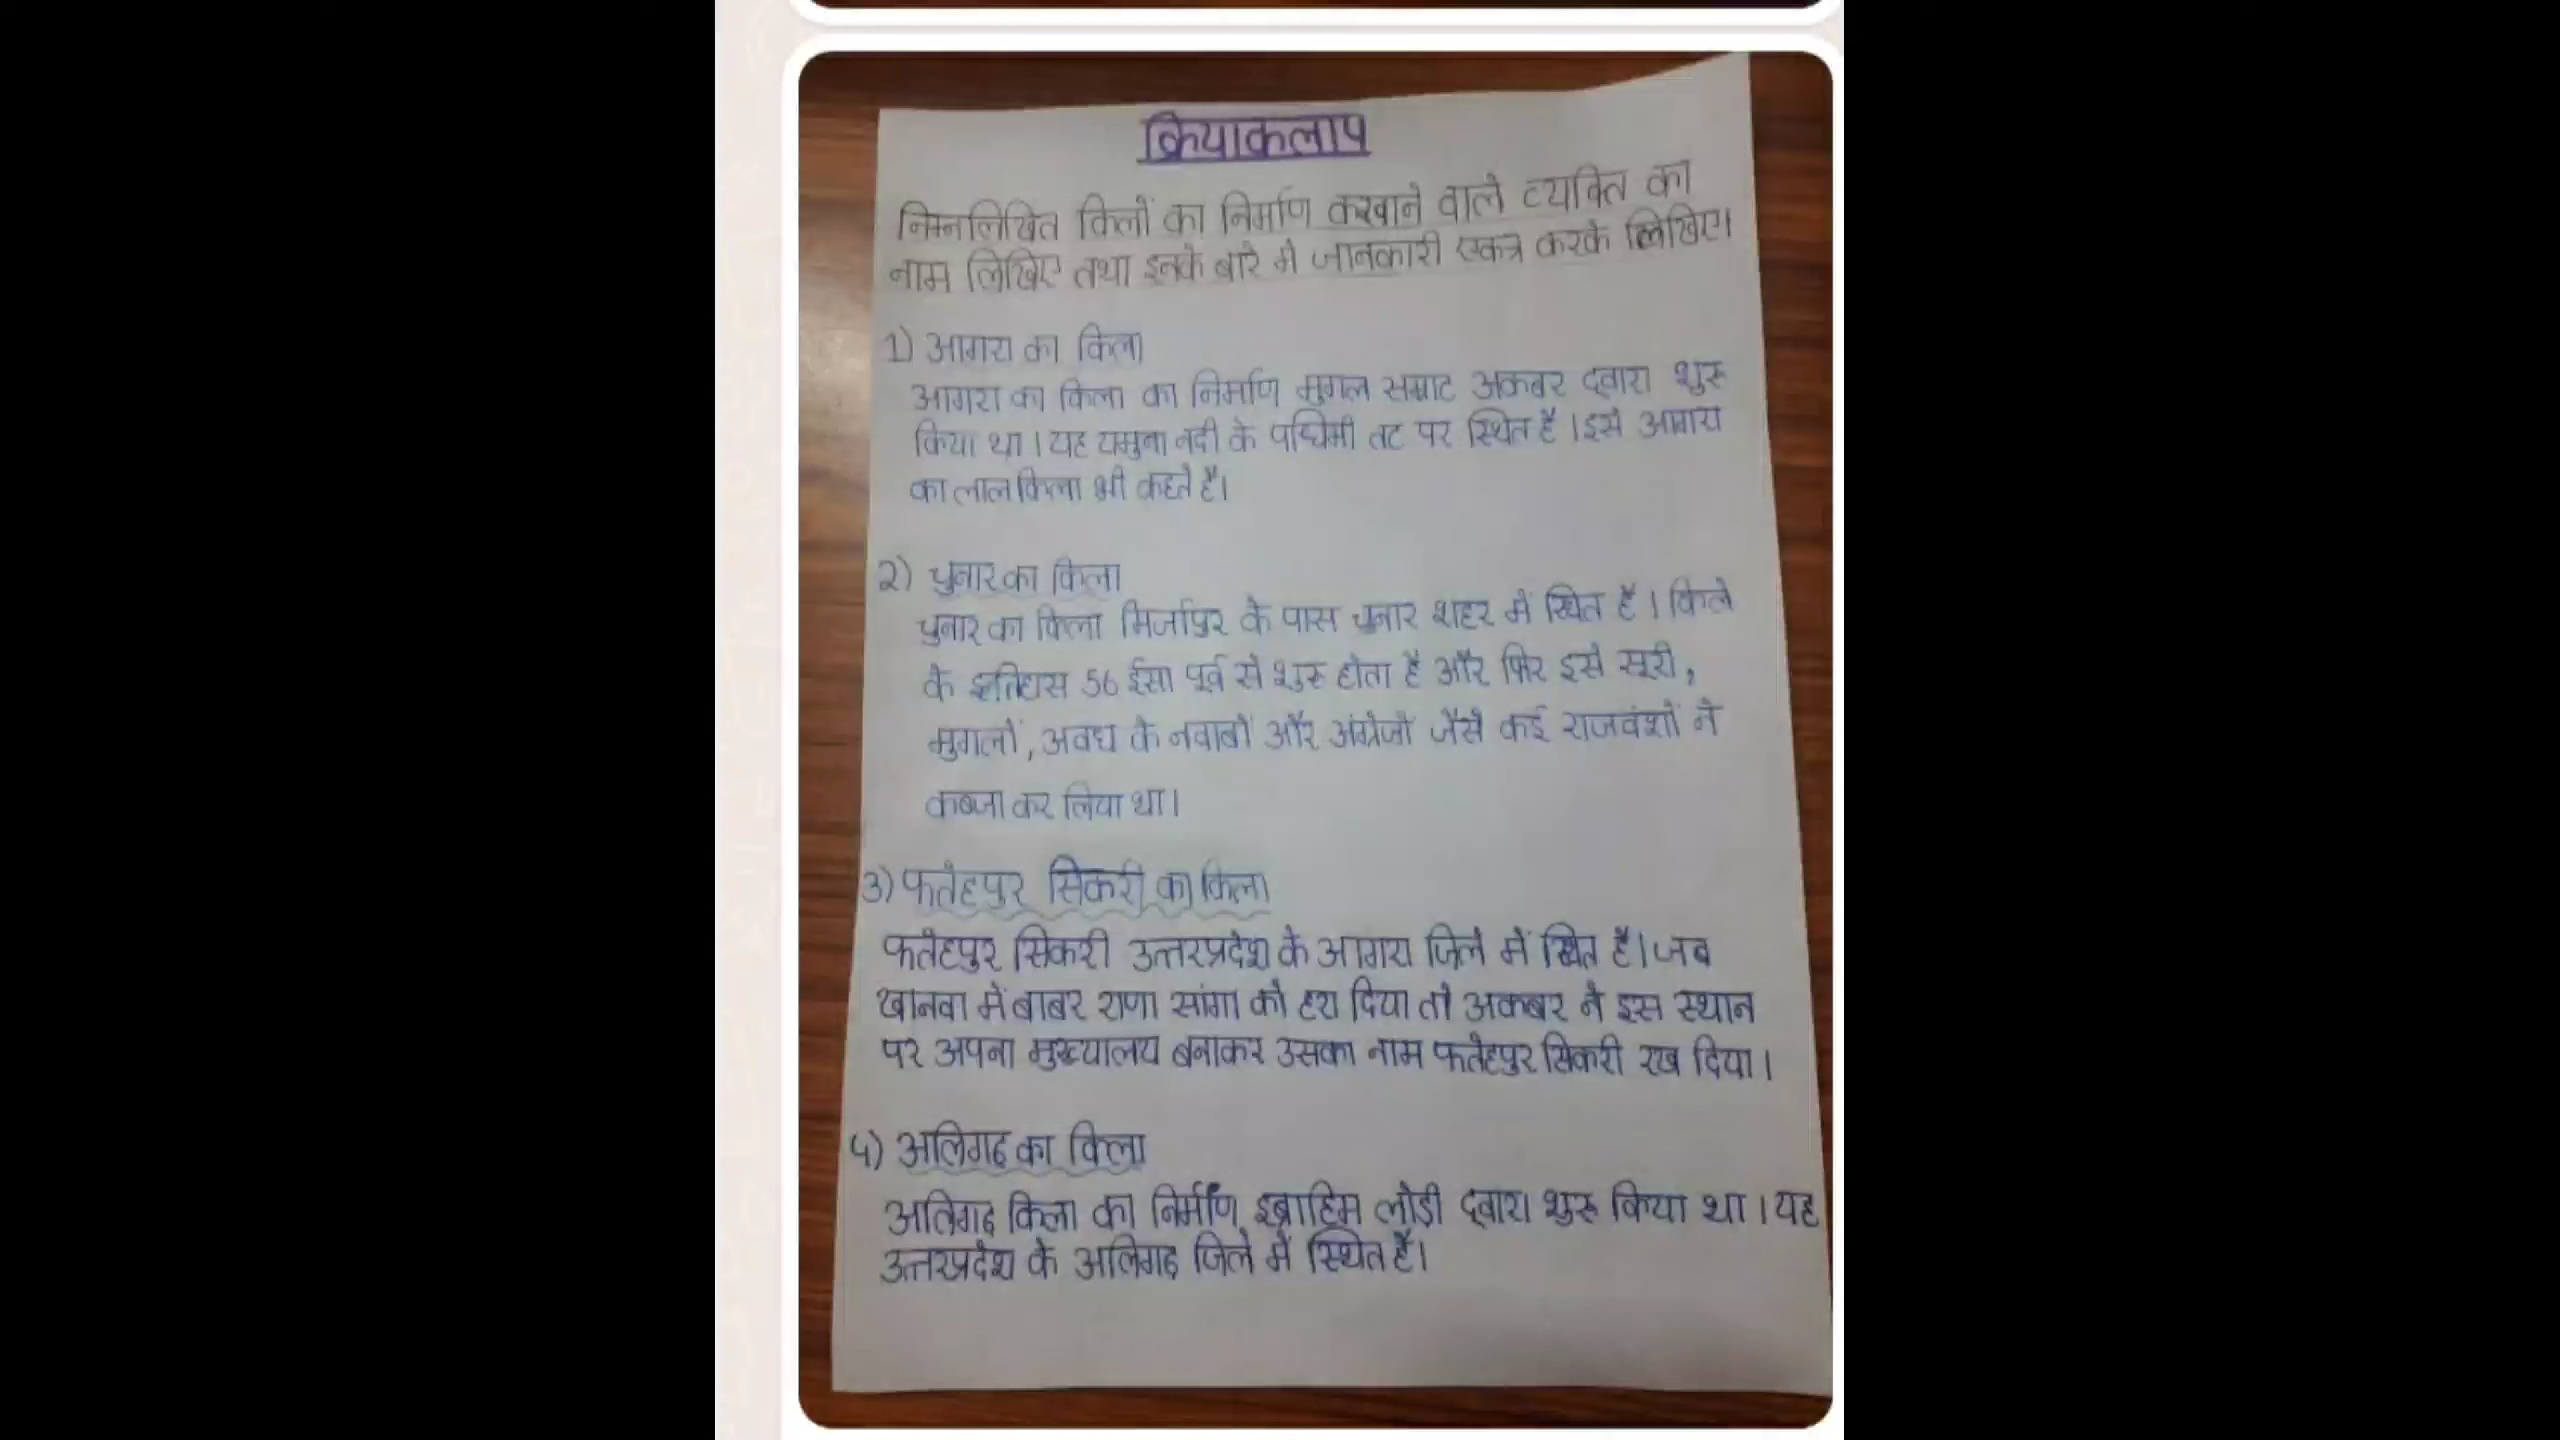 क्रियाकलाप
निम्नलिखित किलों का निर्माण करवाने वाले व्यक्ति का
नाम लिखिए तथा इनके बारे में जानकारी एकत्र करके लिखिए।
1) आगरा का किला
आगरा का किला का निर्माण मुगल सम्राट अकबर द्वारा शुरू
किया था। यह यमुना नदी के पश्चिमी तट पर स्थित है। इसे आगरा
का लाल किला भी कहते है।
2) चुनार का किला
चुनार का किला मिर्जापुर के पास चुनार शहर में स्थित है। किले
के इतिहास 56 ईसा पूर्व से शुरू होता है और फिर इसे सूरी,
मुगलों, अवध के नवाबों और अंग्रेजो जैसे कई राजवंशों ने
कब्जा कर लिया था।
3) फतेहपुर सिकरी का किला
फतेहपुर सिकरी उत्तरप्रदेश के आगरा जिले में स्थित है। जब
खानवा में बाबर राणा सांगा को हरा दिया तो अकबर ने इस स्थान
पर अपना मुख्यालय बनाकर उसका नाम फतेहपुर सिकरी रख दिया।
4) अलिगढ का किला
अलिगढ किला का निर्माण इब्राहिम लोडी द्वारा शुरू किया था। यह
उत्तरप्रदेश के अलिगढ जिले में स्थित है।